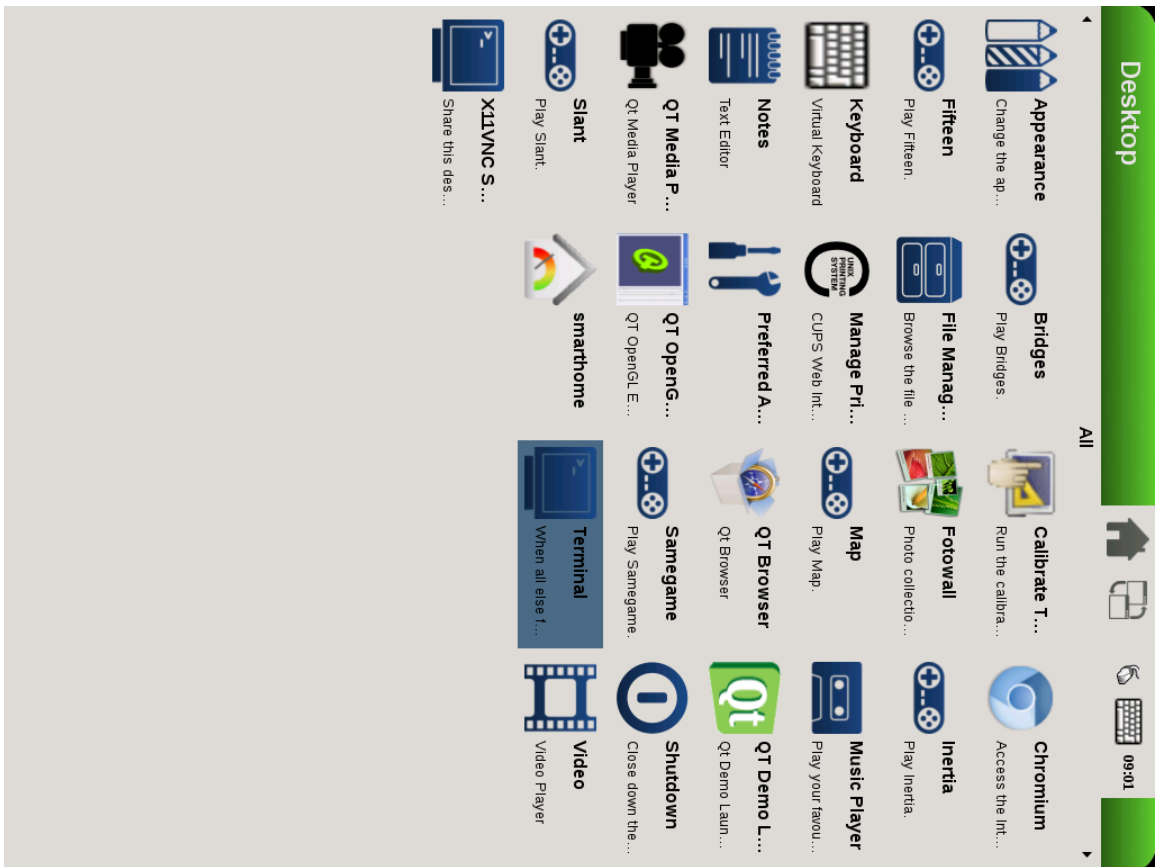 Desktop
09:01
All
Appearance
Change the ap...
Bridges
Play Bridges.
Calibrate T...
Run the calibra...
Chromium
Access the Int...
Fifteen
Play Fifteen.
File Manag...
Browse the file ...
Fotowall
Photo collectio...
Inertia
Play Inertia.
Keyboard
Virtual Keyboard
UNIX
PRINTING
SYSTEM
Manage Pri...
CUPS Web Int...
Map
Play Map.
Music Player
Play your favou...
Notes
Text Editor
Preferred A...
QT Browser
Qt Browser
Qt
QT Demo L...
Qt Demo Laun...
QT Media P...
Qt Media Player
QT OpenG...
QT OpenGL E...
Samegame
Play Samegame.
Shutdown
Close down the...
Slant
Play Slant.
smarthome
Terminal
When all else f...
Video
Video Player
X11VNC S...
Share this des...